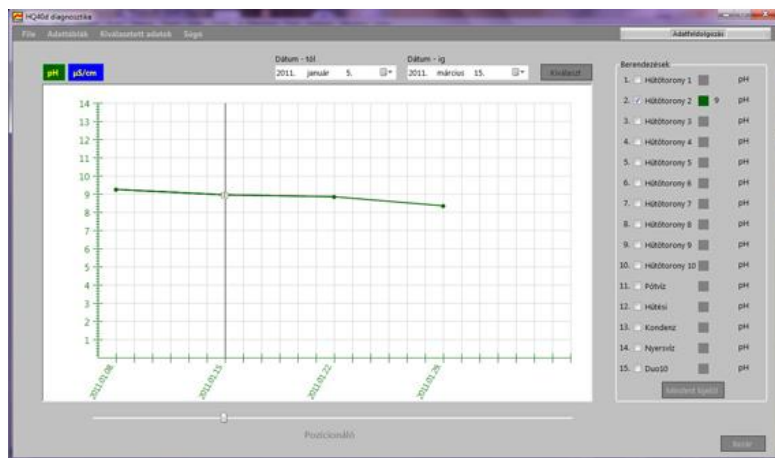 HQ40d diagnosztika
File Adattáblák Kiválasztott adatok Súgó
Adatfeldolgozás
pH µS/cm
Dátum - tól
2011. január 5.
Dátum - ig
2011. március 15.
Kiválaszt
14
13
12
11
10
9
8
7
6
5
4
3
2
1
2011.01.08.
2011.01.15.
2011.01.22.
2011.01.29.
Pozícionáló
Berendezések
1. Hűtőtorony 1 pH
2. Hűtőtorony 2 9 pH
3. Hűtőtorony 3 pH
4. Hűtőtorony 4 pH
5. Hűtőtorony 5 pH
6. Hűtőtorony 6 pH
7. Hűtőtorony 7 pH
8. Hűtőtorony 8 pH
9. Hűtőtorony 9 pH
10. Hűtőtorony 10 pH
11. Pótvíz pH
12. Hűtési pH
13. Kondenz pH
14. Nyersvíz pH
15. Duo10 pH
Mindent kijelöl
Bezár